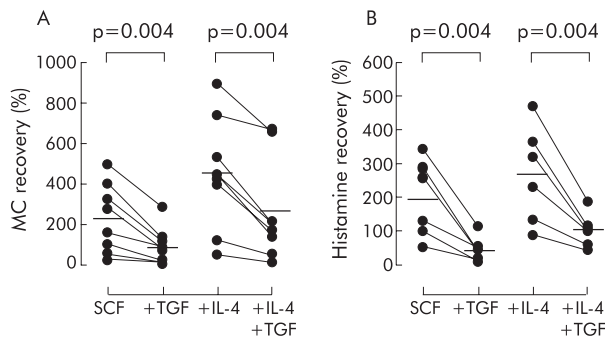 A
p=0.004 p=0.004
MC recovery (%)
1000
800
600
400
200
0
SCF +TGF +IL-4 +IL-4
+TGF
B
p=0.004 p=0.004
Histamine recovery (%)
600
500
400
300
200
100
0
SCF +TGF +IL-4 +IL-4
+TGF